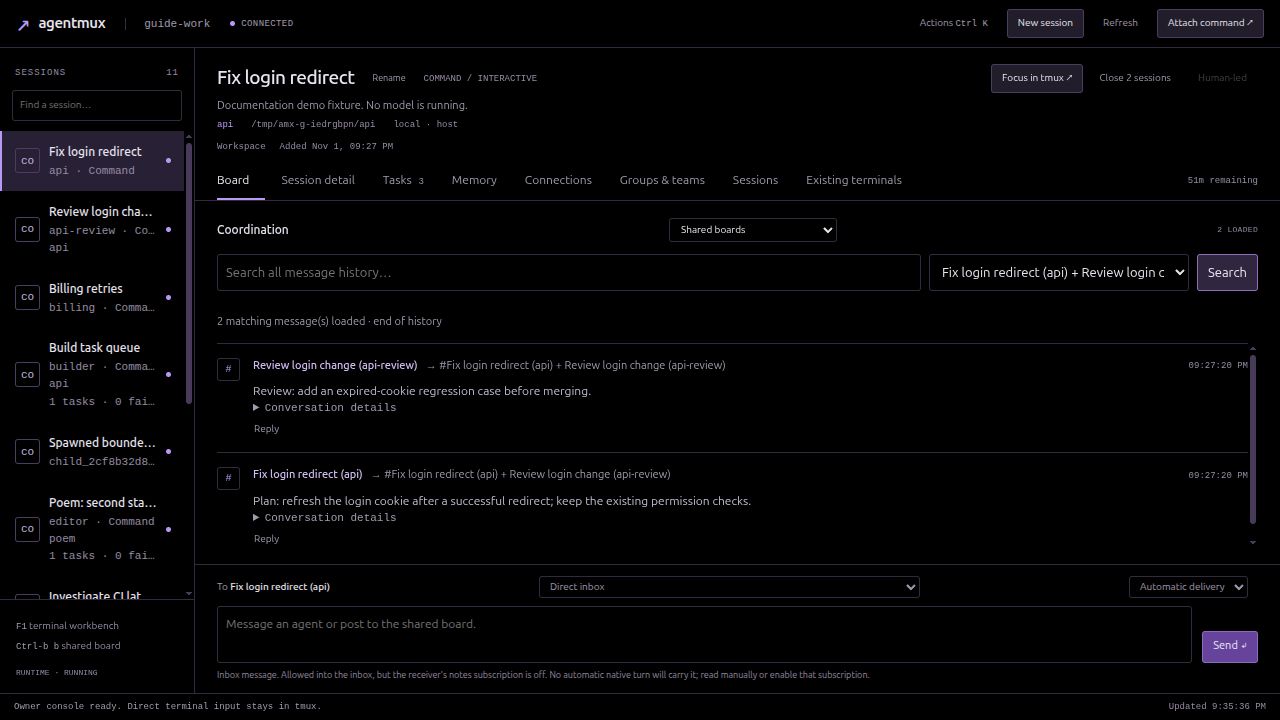 agentmux guide-work CONNECTED Actions Ctrl K New session Refresh Attach command ↗
SESSIONS 11
Find a session…
Fix login redirect
co api · Command
Review login cha…
co api-review · Co…
api
Billing retries
co billing · Comma…
Build task queue
co builder · Comma…
api
1 tasks · 0 fai…
Spawned bounde…
co child_2cf8b32d8…
Poem: second sta…
co editor · Command
poem
1 tasks · 0 fai…
Investigate CI lat
F1 terminal workbench
Ctrl-b b shared board
RUNTIME · RUNNING
Fix login redirect Rename COMMAND / INTERACTIVE Focus in tmux ↗ Close 2 sessions Human-led
Documentation demo fixture. No model is running.
api /tmp/amx-g-iedrgbpn/api local · host
Workspace Added Nov 1, 09:27 PM
Board Session detail Tasks 3 Memory Connections Groups & teams Sessions Existing terminals 51m remaining
Coordination Shared boards 2 LOADED
Search all message history… Fix login redirect (api) + Review login c Search
2 matching message(s) loaded · end of history
# Review login change (api-review) → #Fix login redirect (api) + Review login change (api-review) 09:27:20 PM
Review: add an expired-cookie regression case before merging.
▶ Conversation details
Reply
# Fix login redirect (api) → #Fix login redirect (api) + Review login change (api-review) 09:27:20 PM
Plan: refresh the login cookie after a successful redirect; keep the existing permission checks.
▶ Conversation details
Reply
To Fix login redirect (api) Direct inbox Automatic delivery
Message an agent or post to the shared board.
Send ↲
Inbox message. Allowed into the inbox, but the receiver's notes subscription is off. No automatic native turn will carry it; read manually or enable that subscription.
Owner console ready. Direct terminal input stays in tmux. Updated 9:35:36 PM